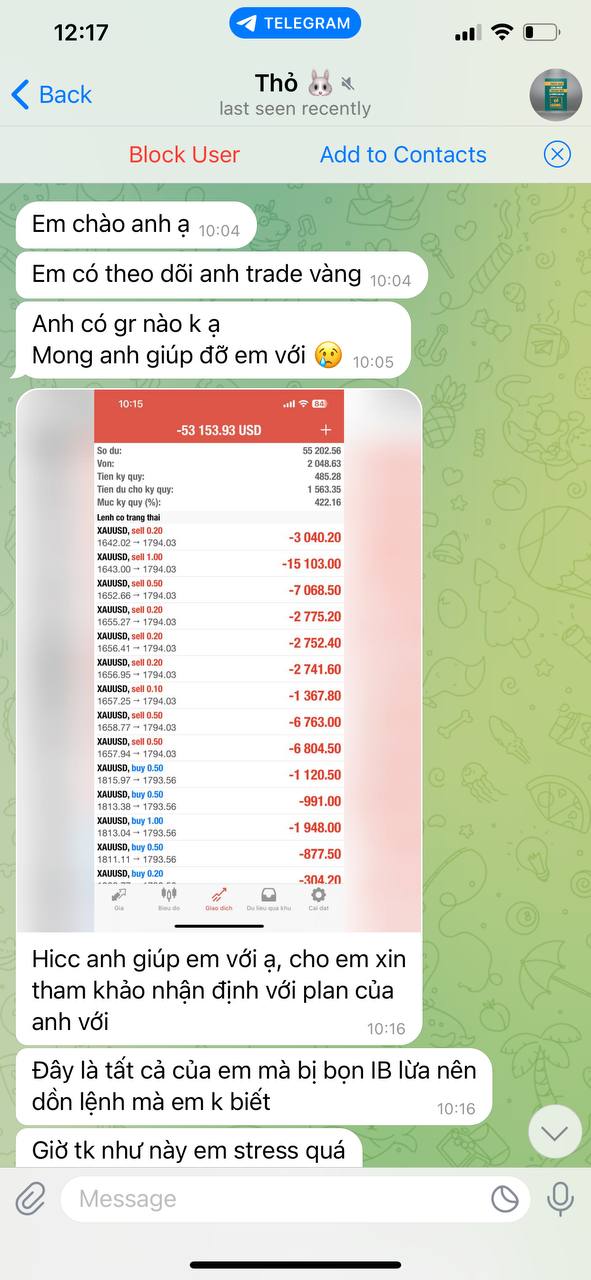 12:17
TELEGRAM
Back
Thỏ 🐰
last seen recently
Block User
Add to Contacts
Em chào anh ạ 10:04
Em có theo dõi anh trade vàng 10:04
Anh có gr nào k ạ
Mong anh giúp đỡ em với 😢 10:05
10:15
84
-53 153.93 USD +
So du: 55 202.56
Von: 2 048.63
Tien ky quy: 485.28
Tien du cho ky quy: 1 563.35
Muc ky quy (%): 422.16
Lenh co trang thai
XAUUSD, sell 0.20
1642.02 → 1794.03 -3 040.20
XAUUSD, sell 1.00
1643.00 → 1794.03 -15 103.00
XAUUSD, sell 0.50
1652.66 → 1794.03 -7 068.50
XAUUSD, sell 0.20
1655.27 → 1794.03 -2 775.20
XAUUSD, sell 0.20
1656.41 → 1794.03 -2 752.40
XAUUSD, sell 0.20
1656.95 → 1794.03 -2 741.60
XAUUSD, sell 0.10
1657.25 → 1794.03 -1 367.80
XAUUSD, sell 0.50
1658.77 → 1794.03 -6 763.00
XAUUSD, sell 0.50
1657.94 → 1794.03 -6 804.50
XAUUSD, buy 0.50
1815.97 → 1793.56 -1 120.50
XAUUSD, buy 0.50
1813.38 → 1793.56 -991.00
XAUUSD, buy 1.00
1813.04 → 1793.56 -1 948.00
XAUUSD, buy 0.50
1811.11 → 1793.56 -877.50
XAUUSD, buy 0.20
-304.20
Gia
Bieu do
Giao dich
Du lieu qua khu
Cai dat
Hicc anh giúp em với ạ, cho em xin
tham khảo nhận định với plan của
anh với 10:16
Đây là tất cả của em mà bị bọn IB lừa nên
dồn lệnh mà em k biết 10:16
Giờ tk như này em stress quá
Message